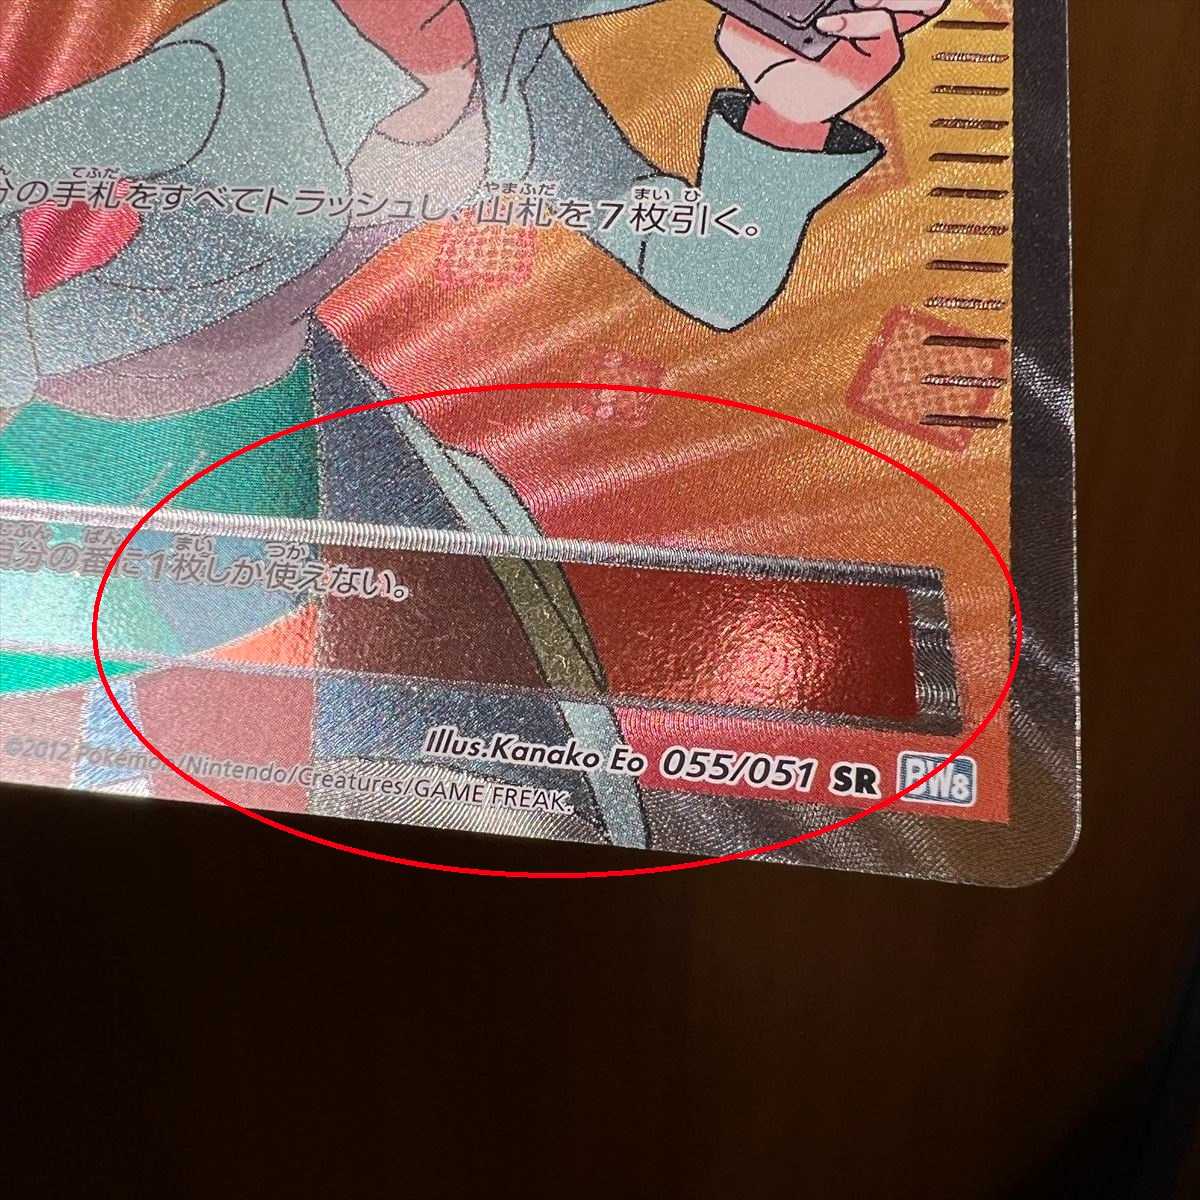 分の手札をすべてトラッシュし、山札を7枚引く。
自分の番に1枚しか使えない。
Illus.Kanako Eo 055/051 SR BW8
©2012 Pokémon/Nintendo/Creatures/GAME FREAK.